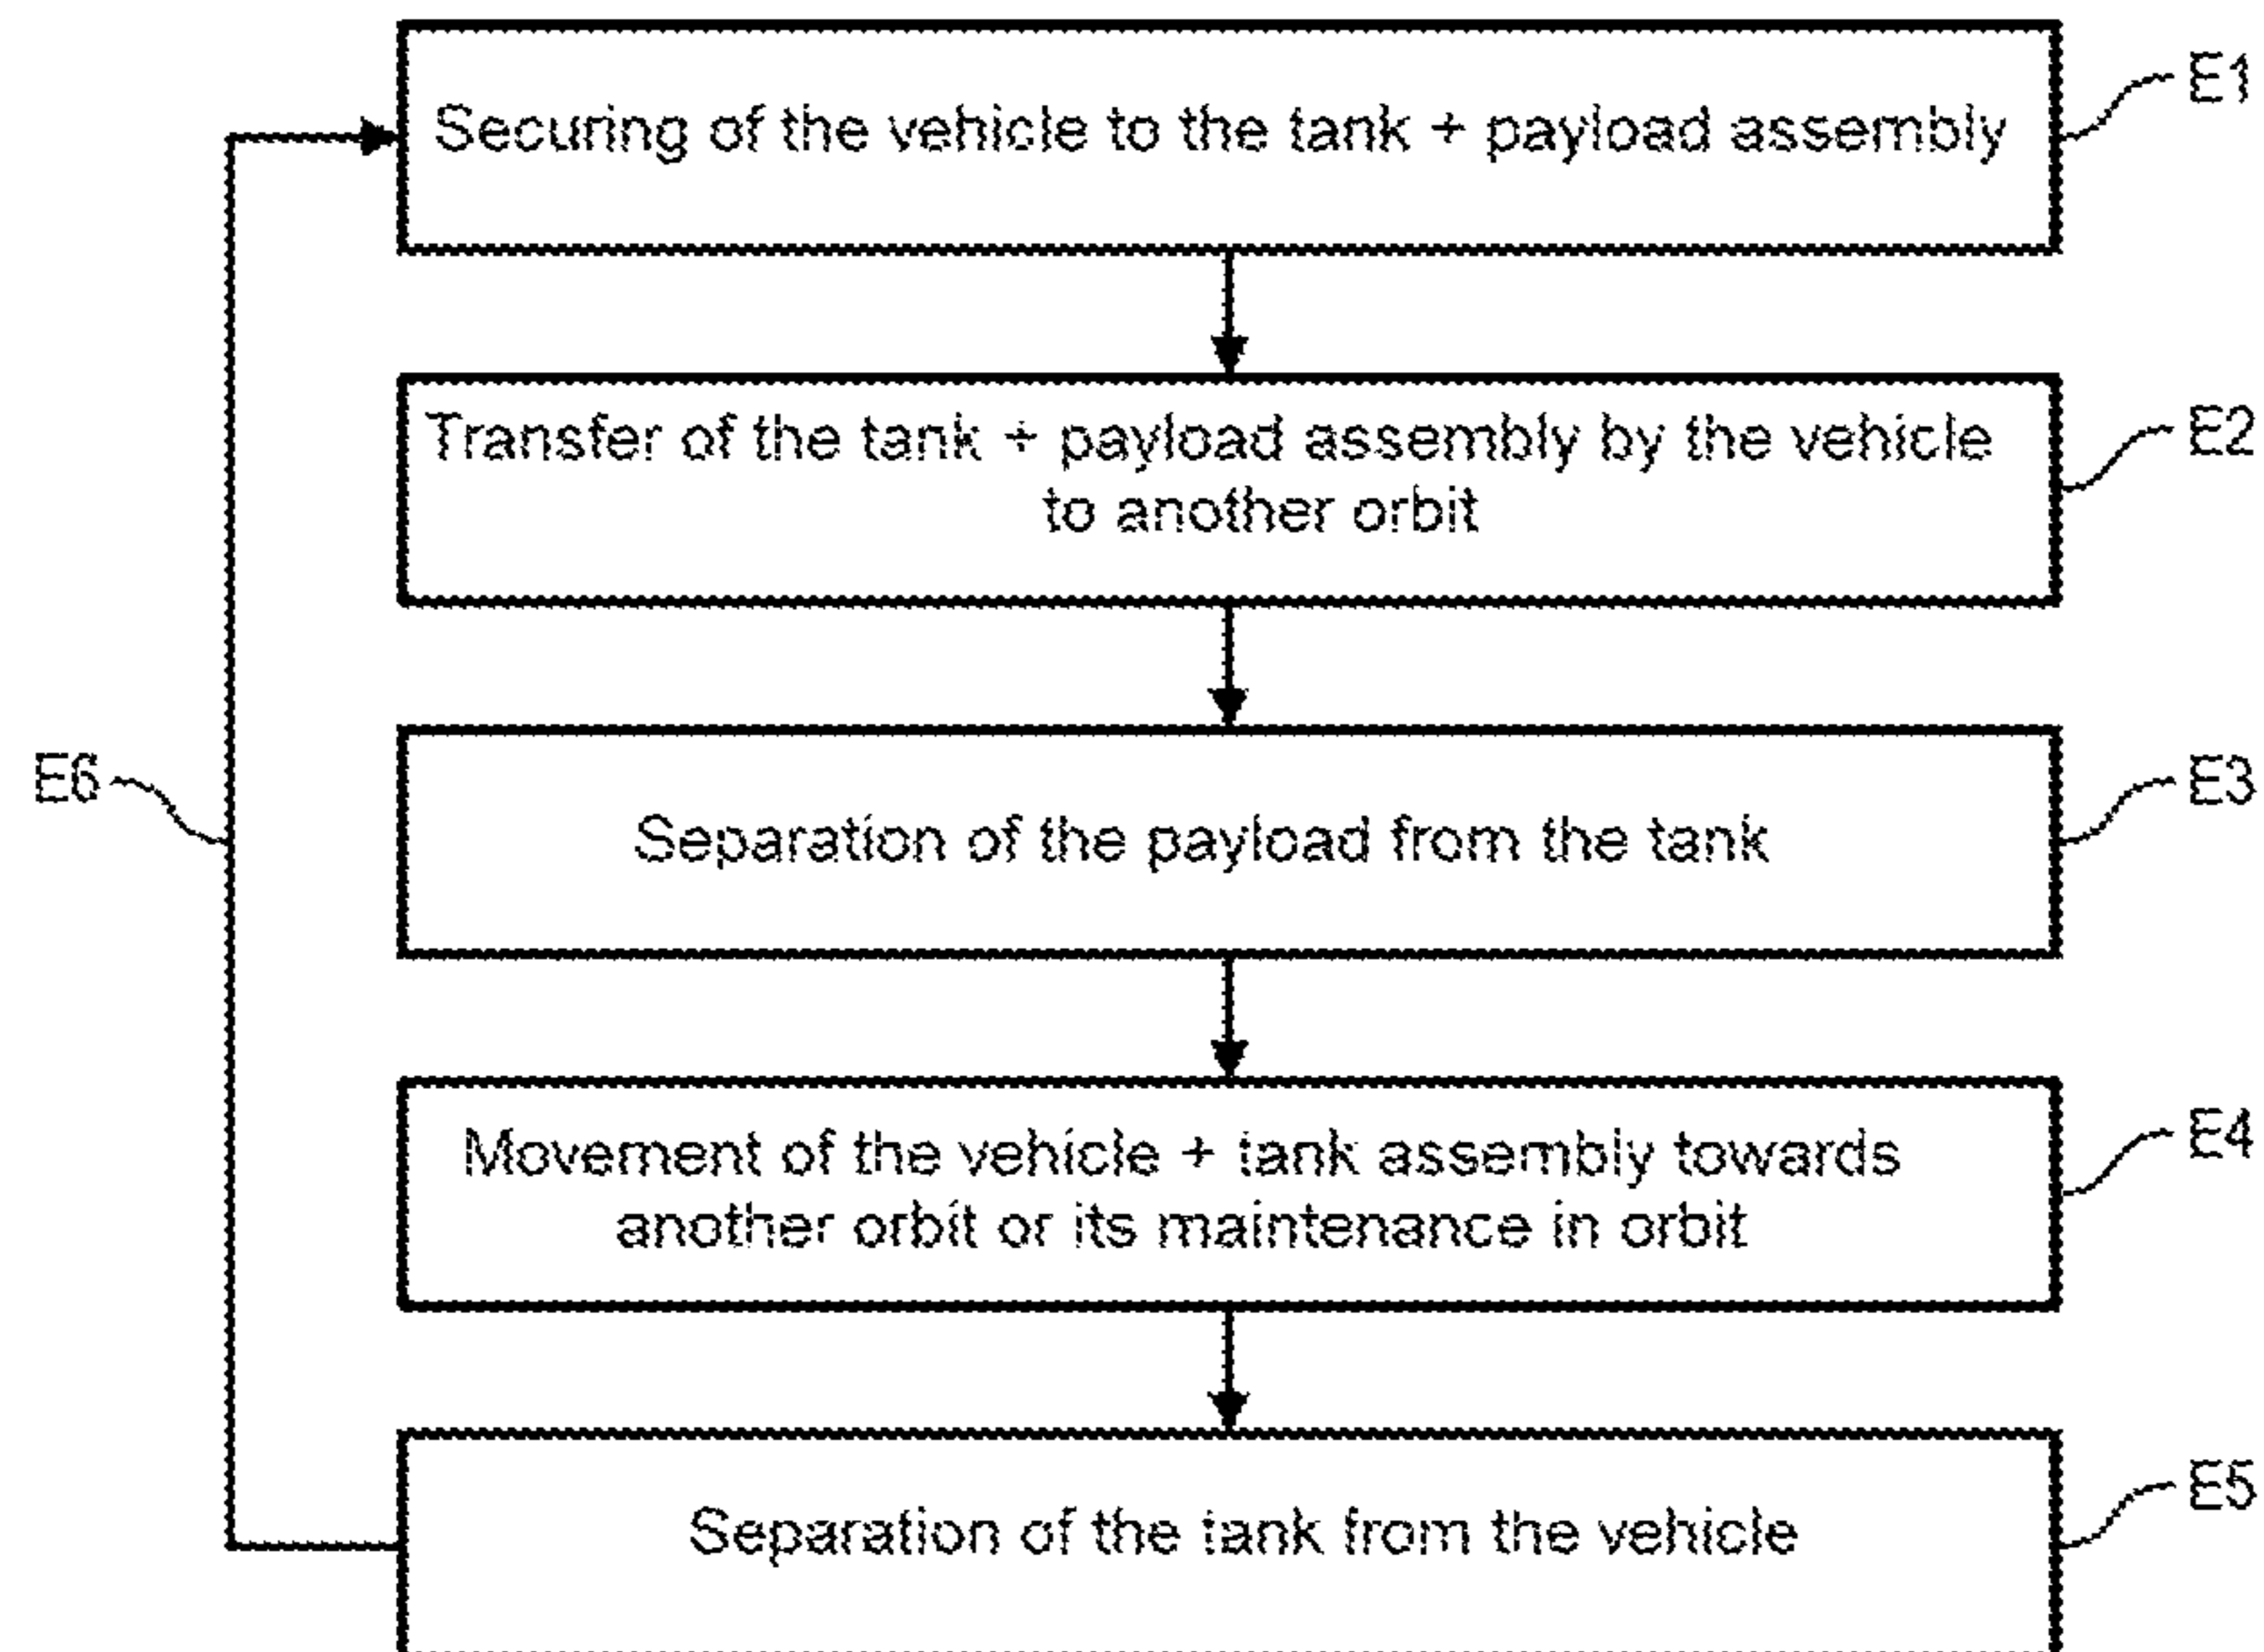 Securing of the vehicle to the tank + payload assembly
E1
Transfer of the tank + payload assembly by the vehicle
to another orbit
E2
Separation of the payload from the tank
E3
E6
Movement of the vehicle + tank assembly towards
another orbit or its maintenance in orbit
E4
Separation of the tank from the vehicle
E5